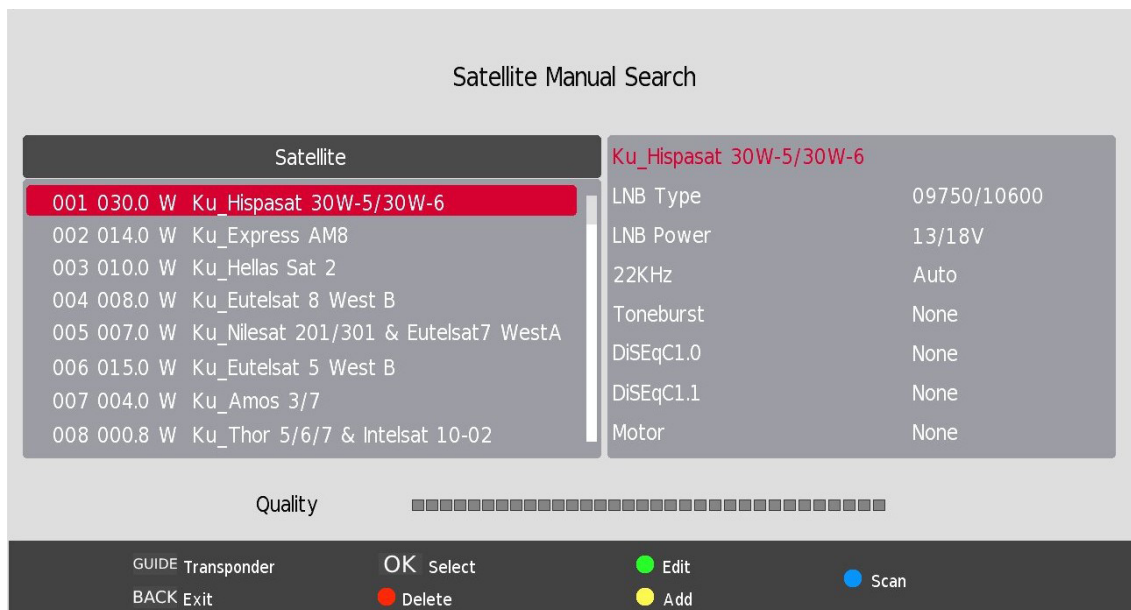 Satellite Manual Search
Satellite
001 030.0 W Ku_Hispasat 30W-5/30W-6
002 014.0 W Ku_Express AM8
003 010.0 W Ku_Hellas Sat 2
004 008.0 W Ku_Eutelsat 8 West B
005 007.0 W Ku_Nilesat 201/301 & Eutelsat7 WestA
006 015.0 W Ku_Eutelsat 5 West B
007 004.0 W Ku_Amos 3/7
008 000.8 W Ku_Thor 5/6/7 & Intelsat 10-02
Ku_Hispasat 30W-5/30W-6
LNB Type 09750/10600
LNB Power 13/18V
22KHz Auto
Toneburst None
DiSEqC1.0 None
DiSEqC1.1 None
Motor None
Quality
GUIDE Transponder OK Select Edit Scan
BACK Exit Delete Add